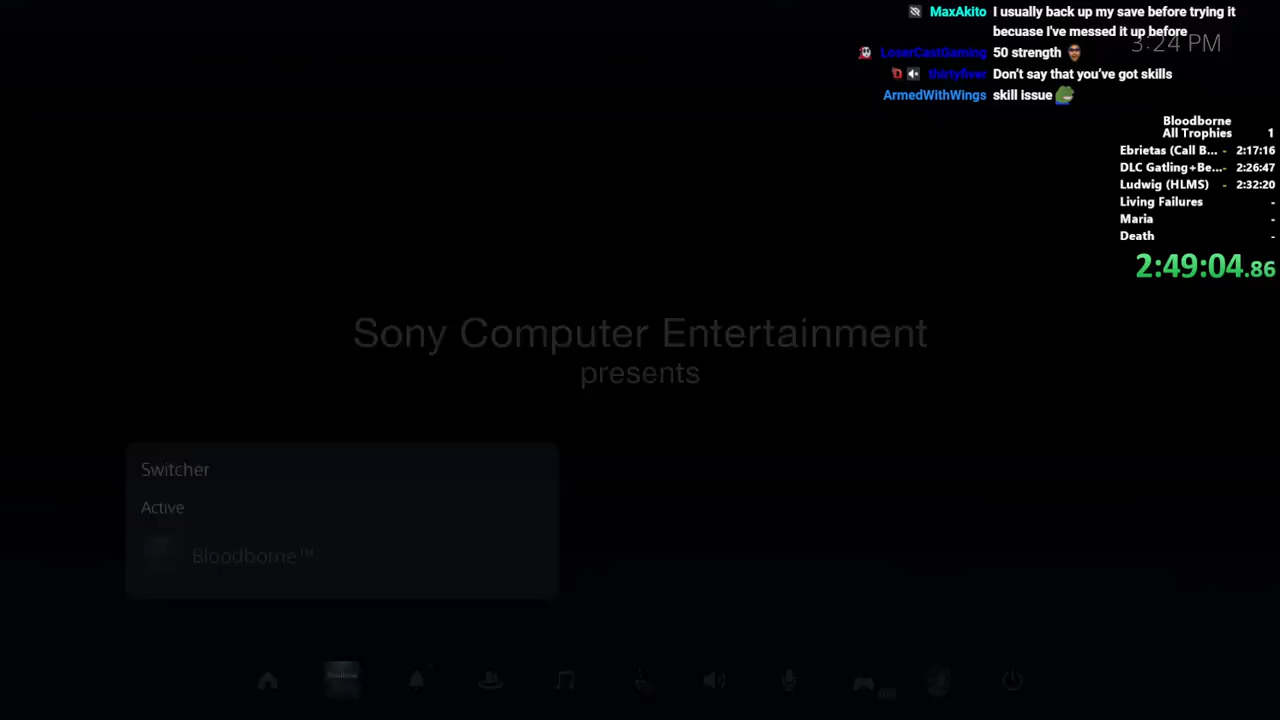 MaxAkito I usually back up my save before trying it
becuase I've messed it up before
3:24 PM
LoserCastGaming 50 strength
thirtyfiver Don't say that you've got skills
ArmedWithWings skill issue
Bloodborne
All Trophies 1
Ebrietas (Call B... - 2:17:16
DLC Gatling+Be... - 2:26:47
Ludwig (HLMS) - 2:32:20
Living Failures -
Maria -
Death -
2:49:04.86
Sony Computer Entertainment
presents
Switcher
Active
Bloodborne™